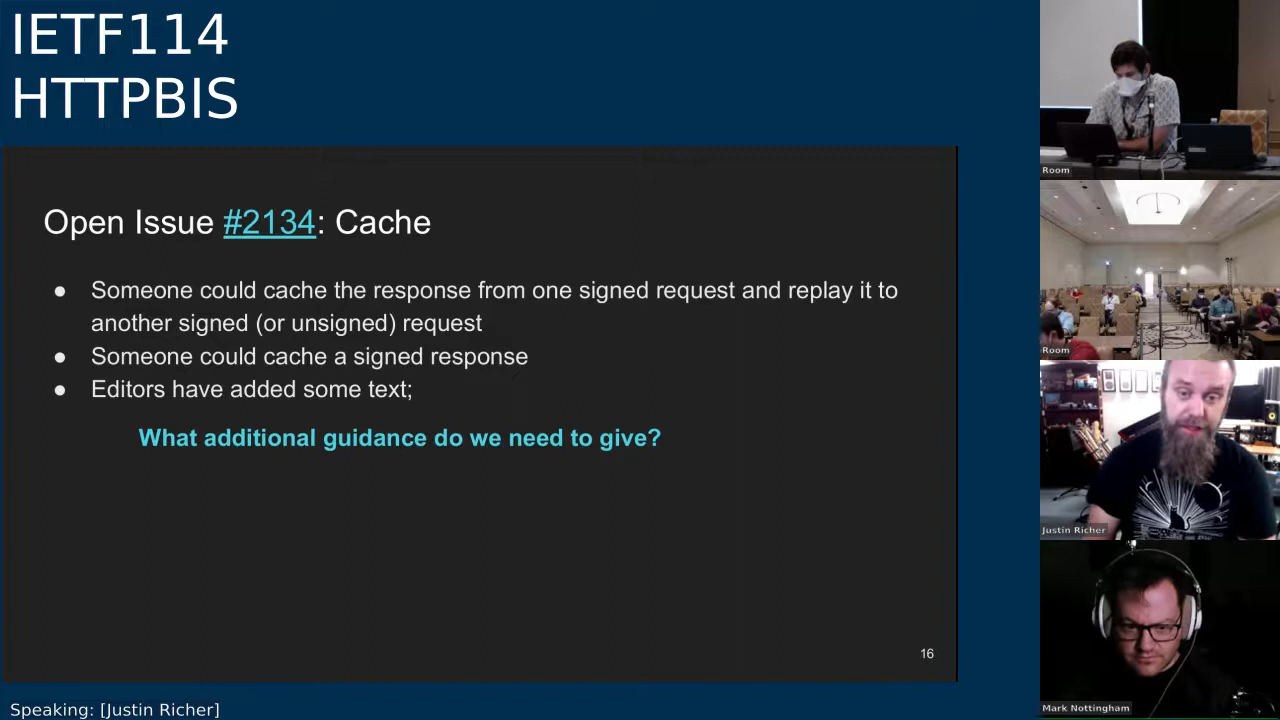 IETF114
HTTPBIS
Open Issue #2134: Cache
● Someone could cache the response from one signed request and replay it to
another signed (or unsigned) request
● Someone could cache a signed response
● Editors have added some text;
What additional guidance do we need to give?
16
Speaking: [Justin Richer]
Room
Room
Justin Richer
Mark Nottingham